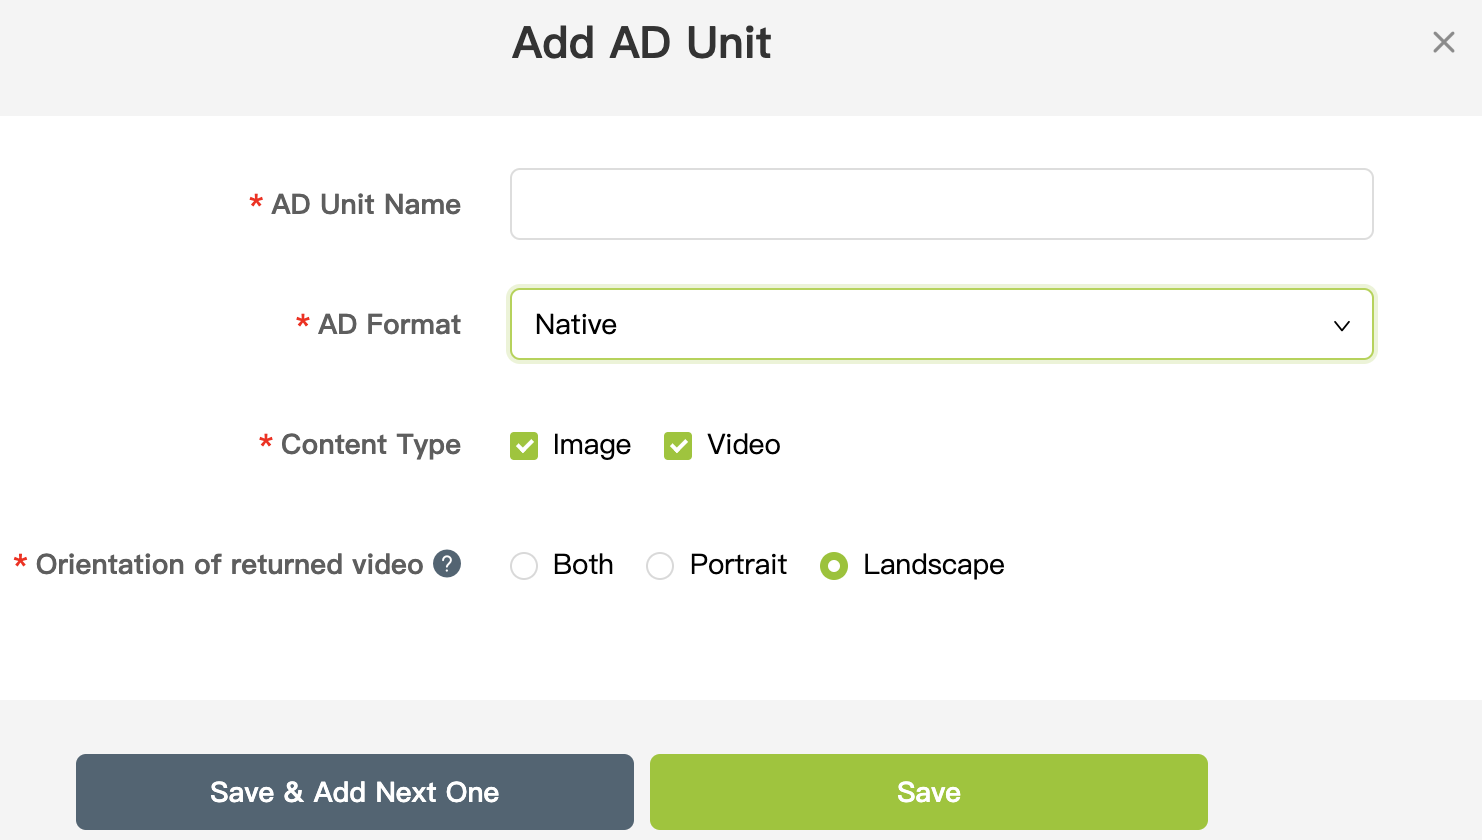 Add AD Unit
* AD Unit Name
* AD Format
Native
* Content Type
Image
Video
* Orientation of returned video ?
Both
Portrait
Landscape
Save & Add Next One
Save